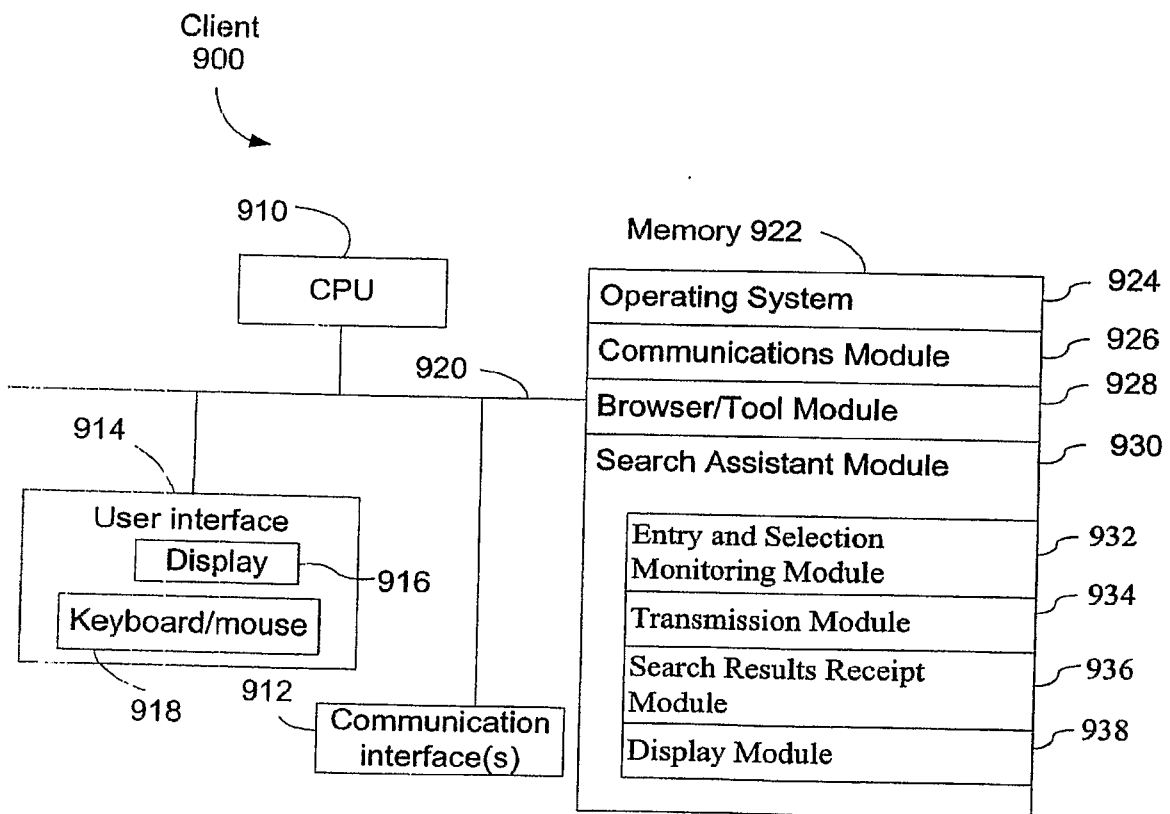 Client
900
910
CPU
920
914
User interface
Display
916
Keyboard/mouse
918
912
Communication
interface(s)
Memory 922
Operating System
924
Communications Module
926
Browser/Tool Module
928
Search Assistant Module
930
Entry and Selection
Monitoring Module
932
Transmission Module
934
Search Results Receipt
Module
936
Display Module
938